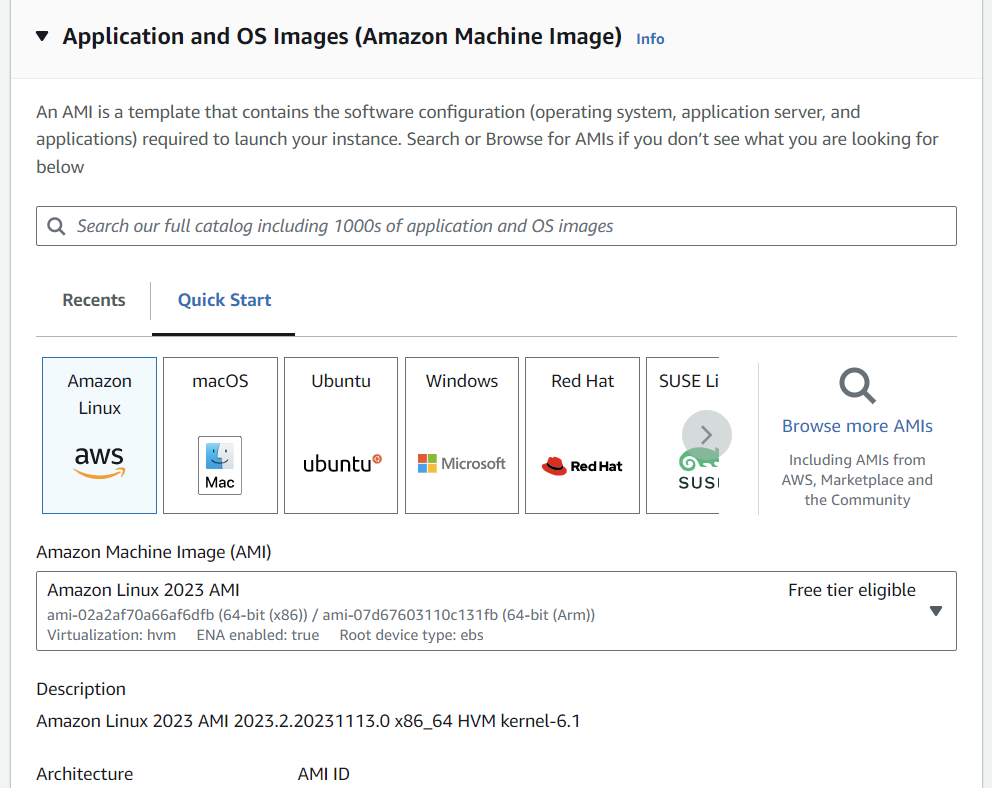 Application and OS Images (Amazon Machine Image) Info
An AMI is a template that contains the software configuration (operating system, application server, and
applications) required to launch your instance. Search or Browse for AMIs if you don’t see what you are looking for
below
Search our full catalog including 1000s of application and OS images
Recents
Quick Start
Amazon
Linux
aws
macOS
Mac
Ubuntu
ubuntu
Windows
Microsoft
Red Hat
Red Hat
SUSE Li
SUS
Browse more AMIs
Including AMIs from
AWS, Marketplace and
the Community
Amazon Machine Image (AMI)
Amazon Linux 2023 AMI
Free tier eligible
ami-02a2af70a66af6dfb (64-bit (x86)) / ami-07d67603110c131fb (64-bit (Arm))
Virtualization: hvm ENA enabled: true Root device type: ebs
Description
Amazon Linux 2023 AMI 2023.2.20231113.0 x86_64 HVM kernel-6.1
Architecture
AMI ID